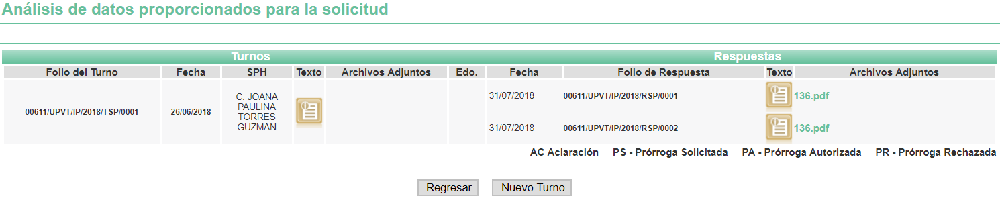 Análisis de datos proporcionados para la solicitud
Turnos Respuestas
Folio del Turno Fecha SPH Texto Archivos Adjuntos Edo. Fecha Folio de Respuesta Texto Archivos Adjuntos
00611/UPVT/IP/2018/TSP/0001 26/06/2018
C. JOANA
PAULINA
TORRES
GUZMAN
31/07/2018 00611/UPVT/IP/2018/RSP/0001 136.pdf
31/07/2018 00611/UPVT/IP/2018/RSP/0002 136.pdf
AC Aclaración PS - Prórroga Solicitada PA - Prórroga Autorizada PR - Prórroga Rechazada
Regresar Nuevo Turno